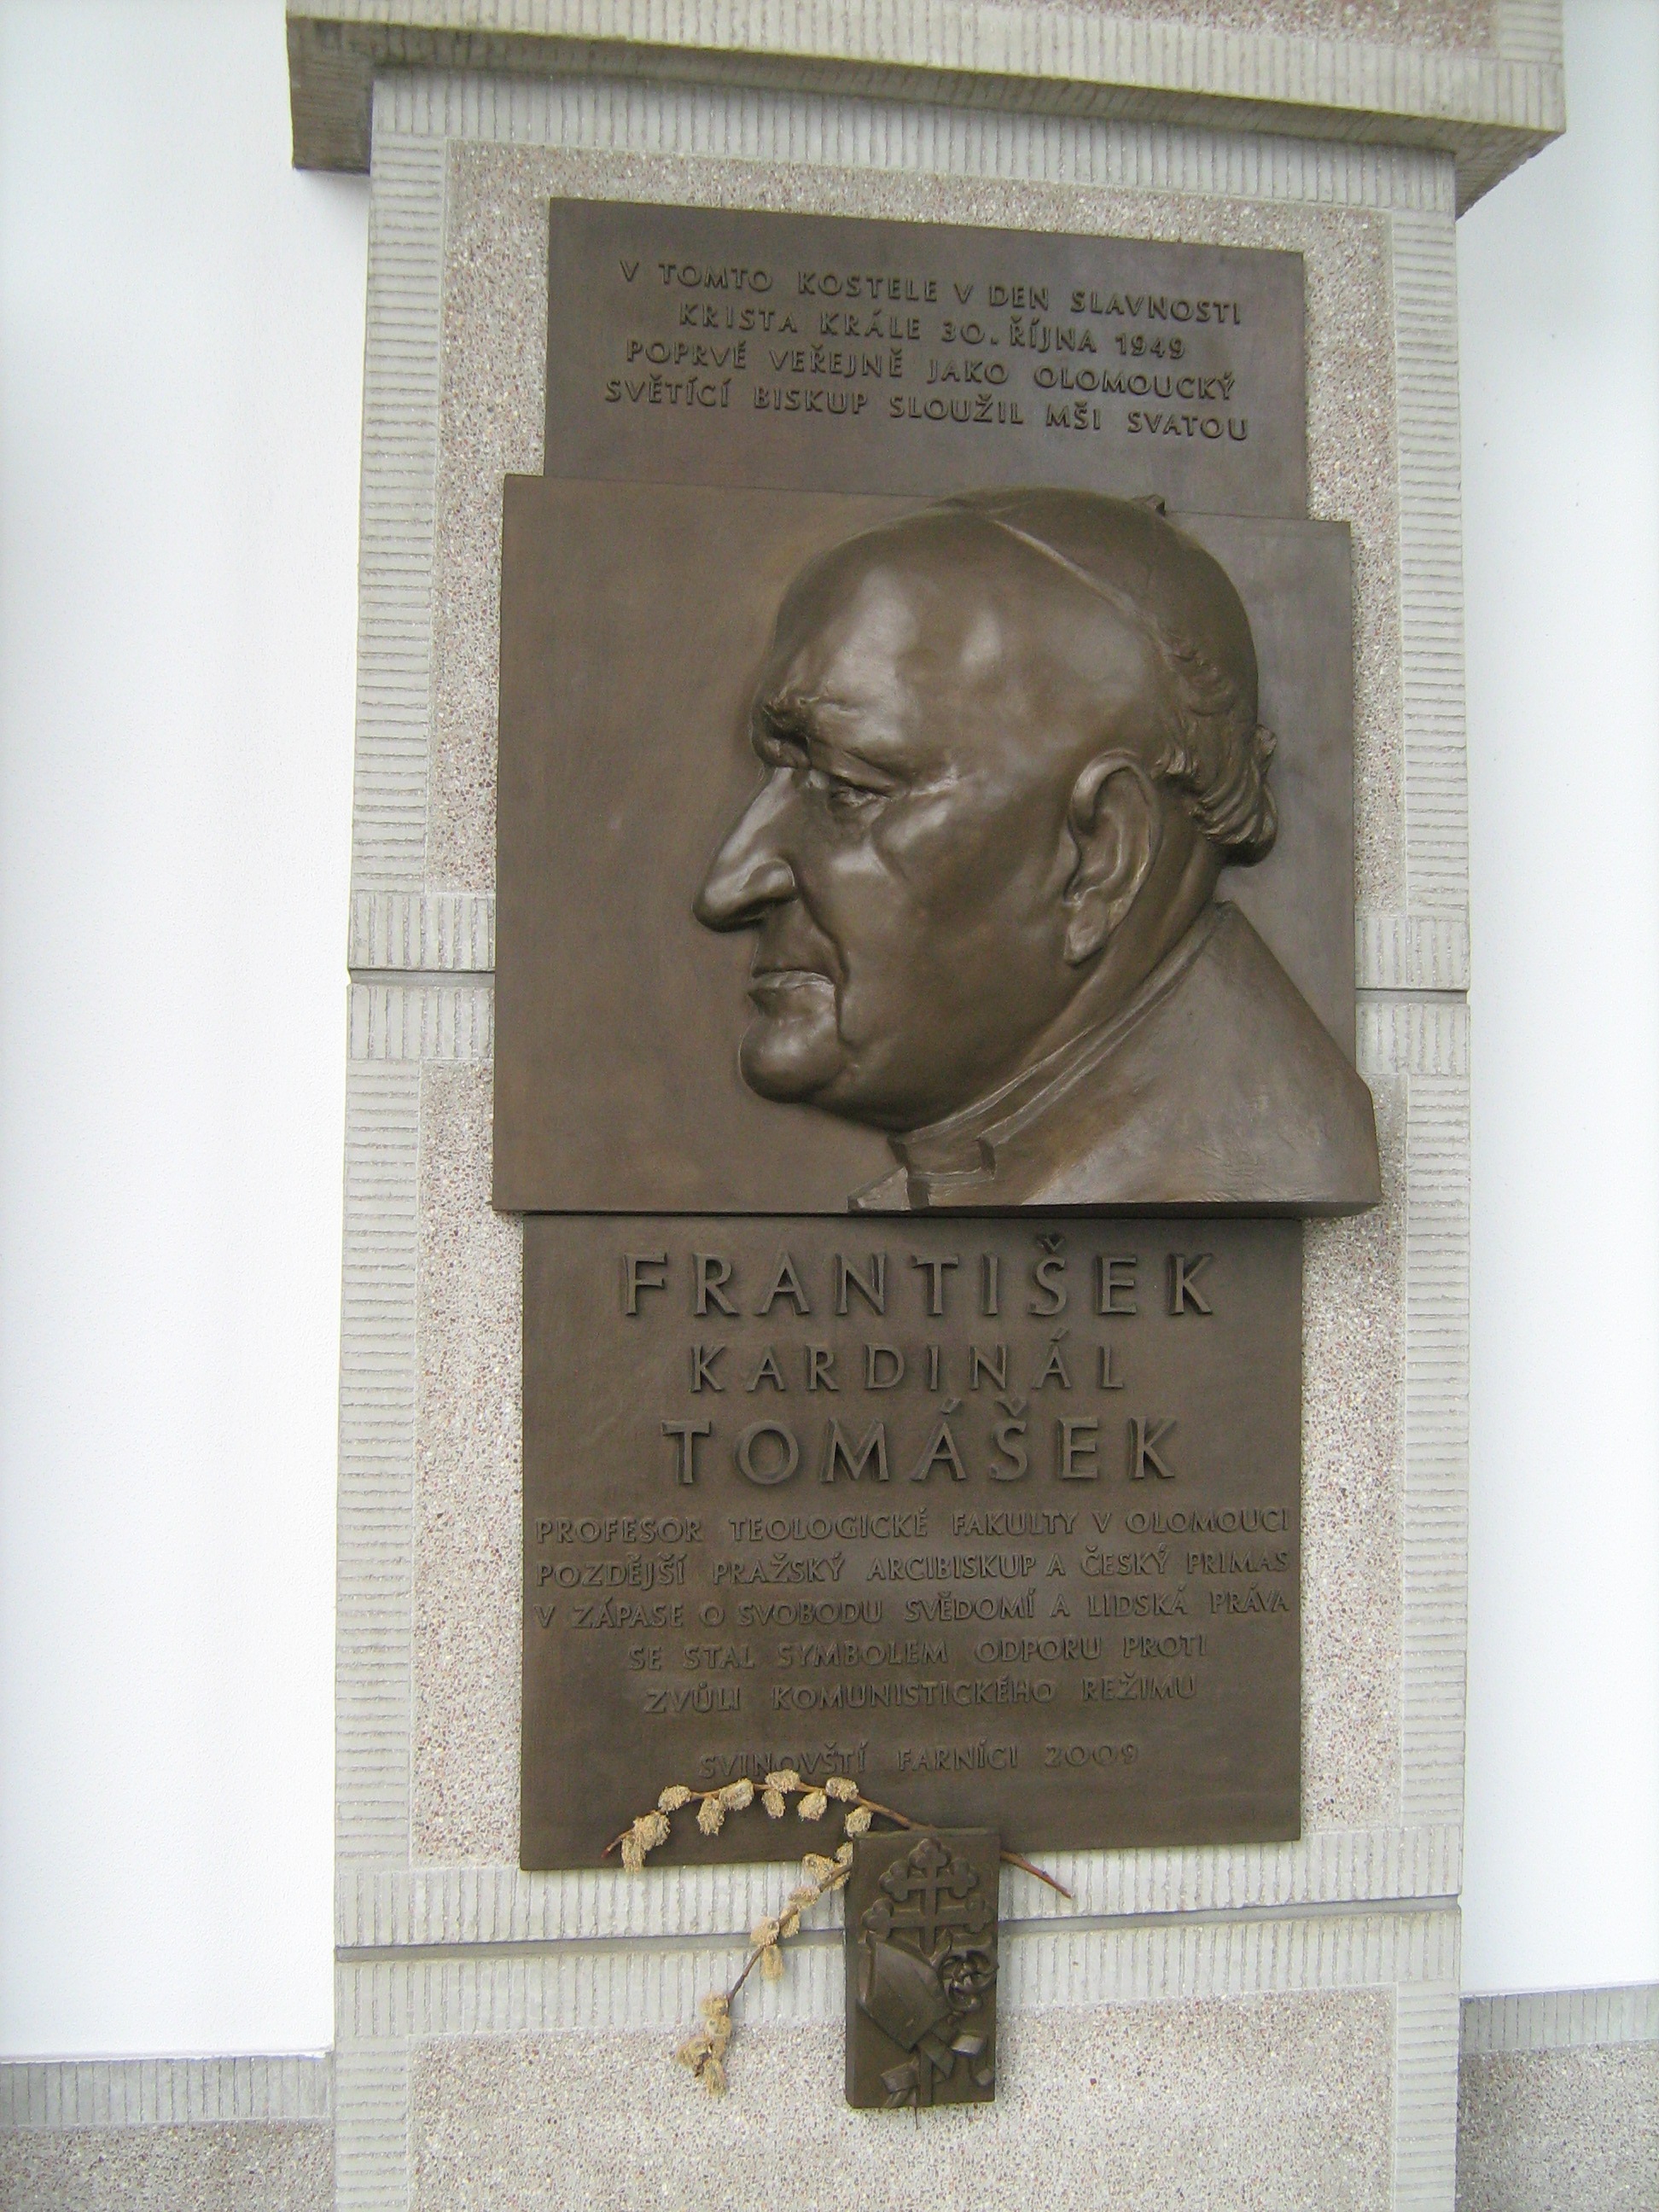 V TOMTO KOSTELE V DEN SLAVNOSTI
KRISTA KRÁLE 30. ŘÍJNA 1949
POPRVÉ VEŘEJNĚ JAKO OLOMOUCKÝ
SVĚTÍCÍ BISKUP SLOUŽIL MŠI SVATOU
FRANTIŠEK
KARDINÁL
TOMÁŠEK
PROFESOR TEOLOGICKÉ FAKULTY V OLOMOUCI
POZDĚJŠÍ PRAŽSKÝ ARCIBISKUP A ČESKÝ PRIMAS
V ZÁPASE O SVOBODU SVĚDOMÍ A LIDSKÁ PRÁVA
SE STAL SYMBOLEM ODPORU PROTI
ZVŮLI KOMUNISTICKÉHO REŽIMU
SVINOVŠTÍ FARNÍCI 2009